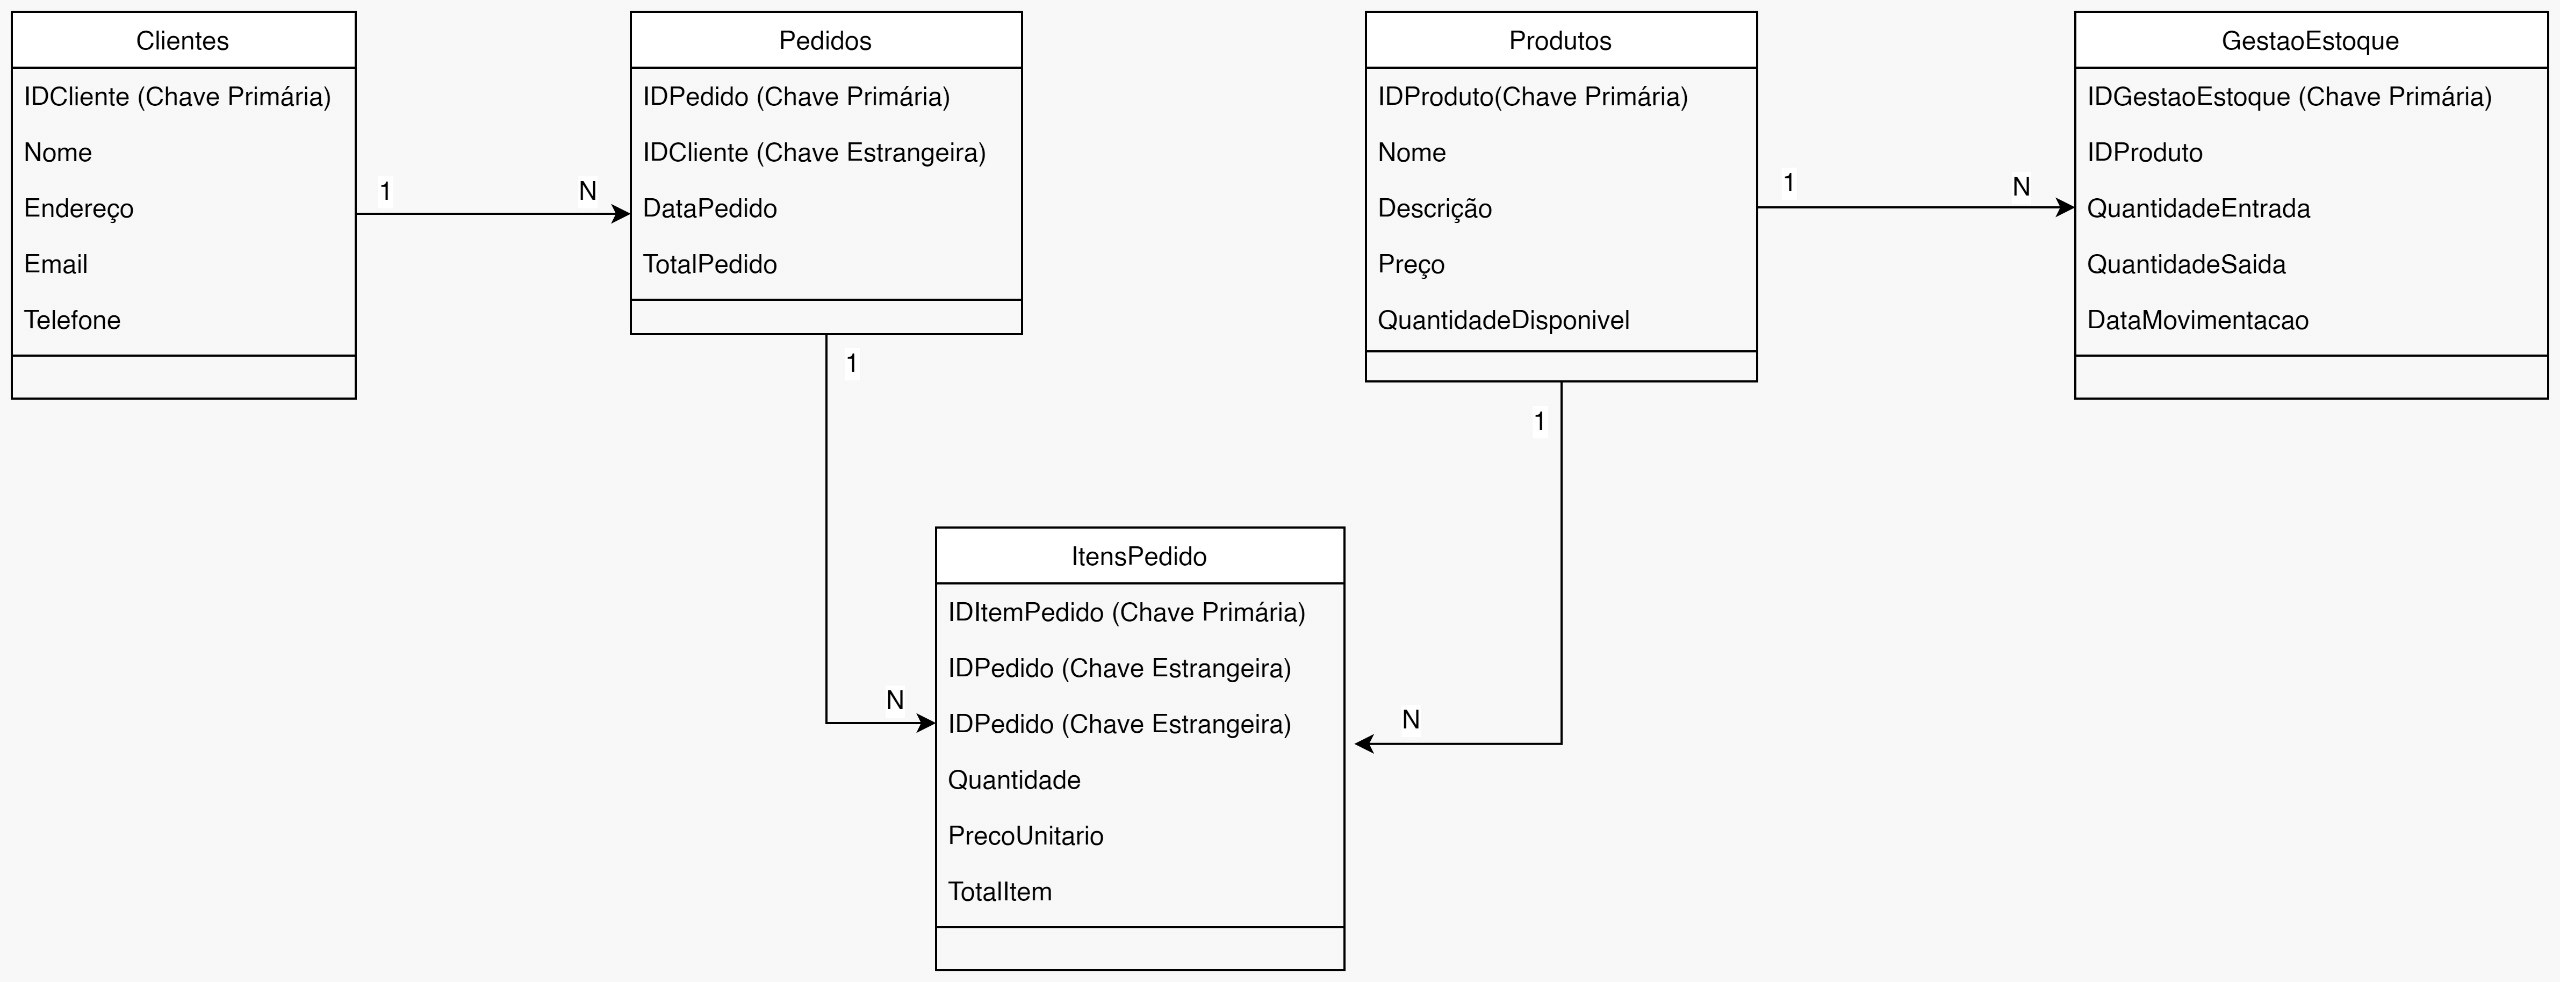 Clientes
IDCliente (Chave Primária)
Nome
Endereço
Email
Telefone
1
N
Pedidos
IDPedido (Chave Primária)
IDCliente (Chave Estrangeira)
DataPedido
TotalPedido
1
N
Produtos
IDProduto(Chave Primária)
Nome
Descrição
Preço
QuantidadeDisponivel
1
N
GestaoEstoque
IDGestaoEstoque (Chave Primária)
IDProduto
QuantidadeEntrada
QuantidadeSaida
DataMovimentacao
1
N
ItensPedido
IDItemPedido (Chave Primária)
IDPedido (Chave Estrangeira)
IDPedido (Chave Estrangeira)
Quantidade
PrecoUnitario
TotalItem